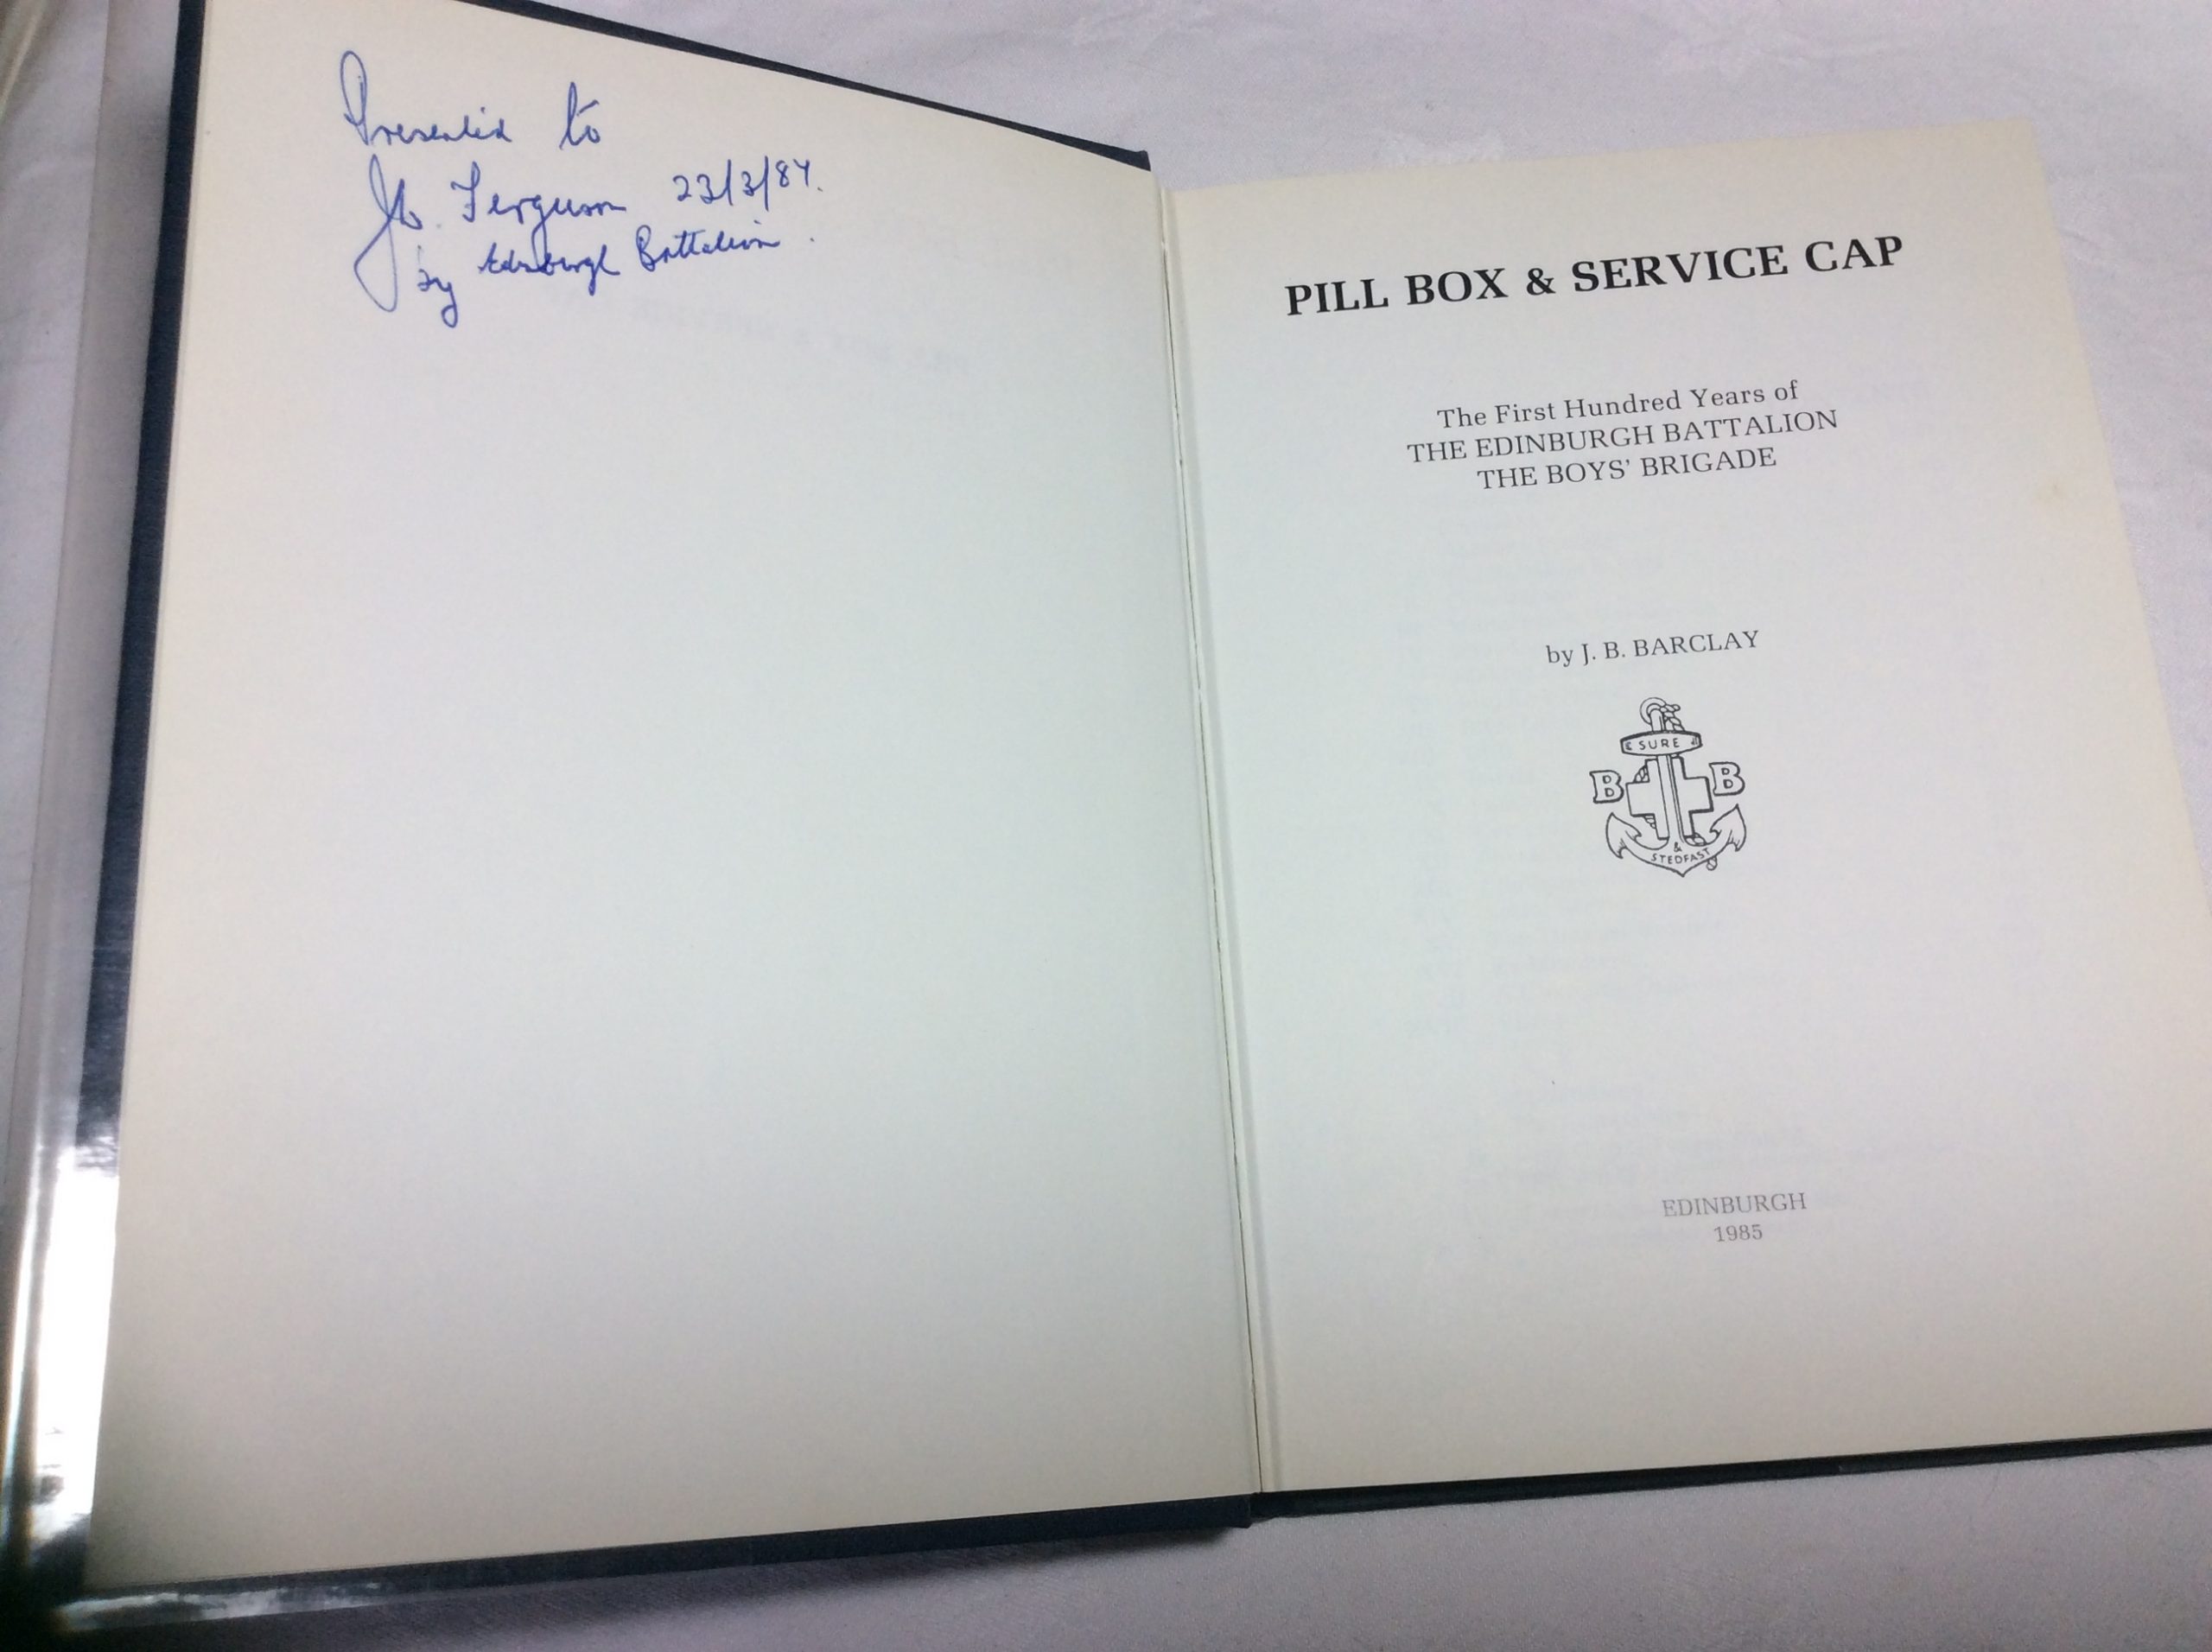 Presented to
Ferguson 23/3/87.
by Edinburgh Battalion.
PILL BOX & SERVICE CAP
The First Hundred Years of
THE EDINBURGH BATTALION
THE BOYS' BRIGADE
by J. B. BARCLAY
SURE
B B
&
STEDFAST
EDINBURGH
1985